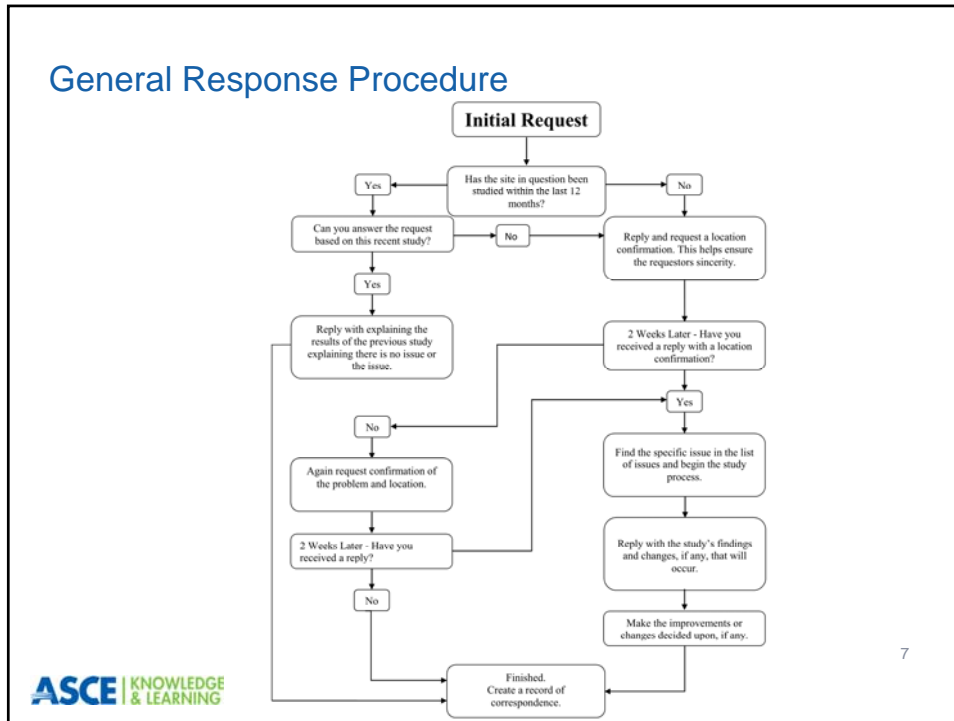 General Response Procedure
Initial Request
Has the site in question been
studied within the last 12
months?
Yes
No
Can you answer the request
based on this recent study?
No
Reply and request a location
confirmation. This helps ensure
the requestors sincerity.
Yes
Reply with explaining the
results of the previous study
explaining there is no issue or
the issue.
2 Weeks Later - Have you
received a reply with a location
confirmation?
Yes
No
Find the specific issue in the list
of issues and begin the study
process.
Again request confirmation of
the problem and location.
2 Weeks Later - Have you
received a reply?
Reply with the study's findings
and changes, if any, that will
occur.
No
Make the improvements or
changes decided upon, if any.
Finished.
Create a record of
correspondence.
7
ASCE KNOWLEDGE
& LEARNING